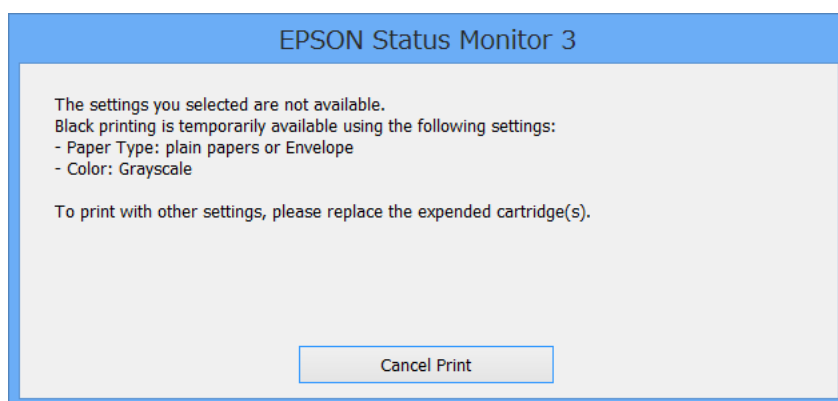 EPSON Status Monitor 3
The settings you selected are not available.
Black printing is temporarily available using the following settings:
- Paper Type: plain papers or Envelope
- Color: Grayscale
To print with other settings, please replace the expended cartridge(s).
Cancel Print